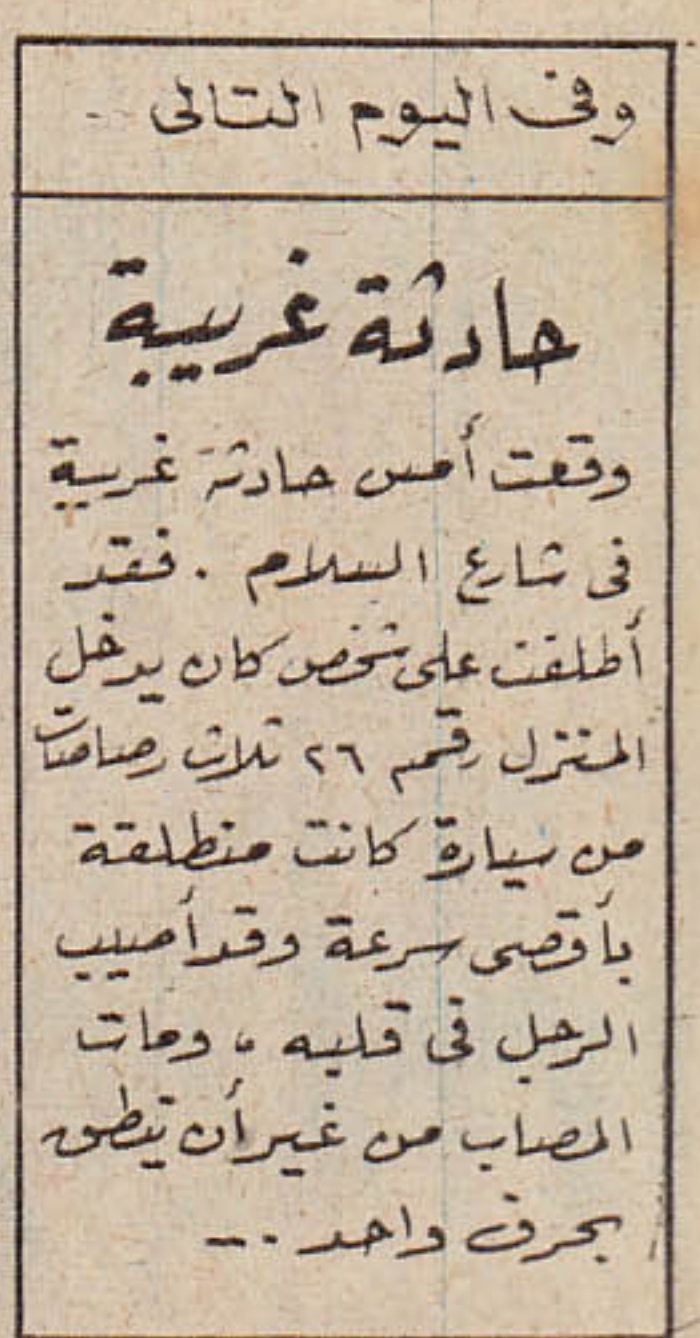 وفى اليوم التالى ..
حادثة غريبة
وقعت أمس حادثة غريبة
فى شارع السلام . فقد
أطلقت على شخص كان يدخل
المنزل رقم ٢٦ ثلاث رصاصات
من سيارة كانت منطلقة
بأقصى سرعة وقد أصيب
الرجل فى قلبه ، ومات
المصاب من غير أن ينطق
بحرف واحد ...